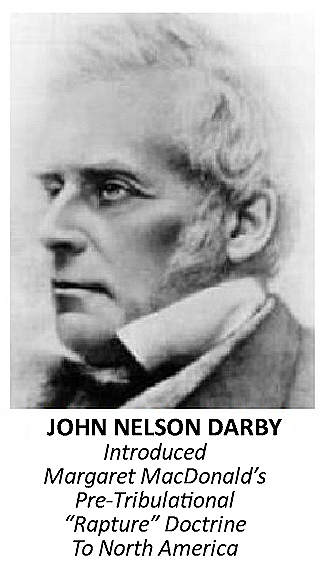 JOHN NELSON DARBY
Introduced
Margaret MacDonald's
Pre-Tribulational
“Rapture” Doctrine
To North America